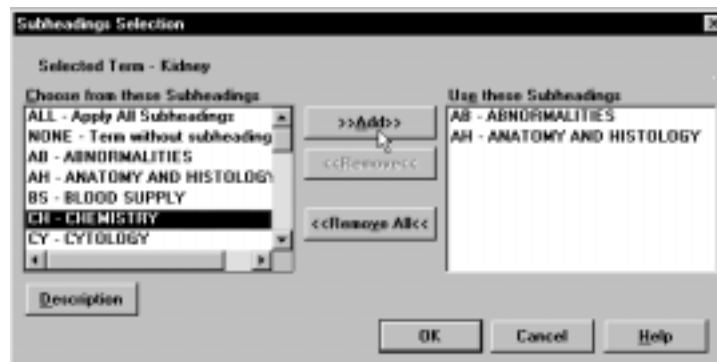 Subheadings Selection
Selected Term - Kidney
Choose from these Subheadings
ALL - Apply All Subheadings
NONE - Term without subheading
AB - ABNORMALITIES
AH - ANATOMY AND HISTOLOGY
BS - BLOOD SUPPLY
CH - CHEMISTRY
CY - CYTOLOGY
>>Add>>
<<Remove<<
<<Remove All<<
Use these Subheadings
AB - ABNORMALITIES
AH - ANATOMY AND HISTOLOGY
Description
OK
Cancel
Help